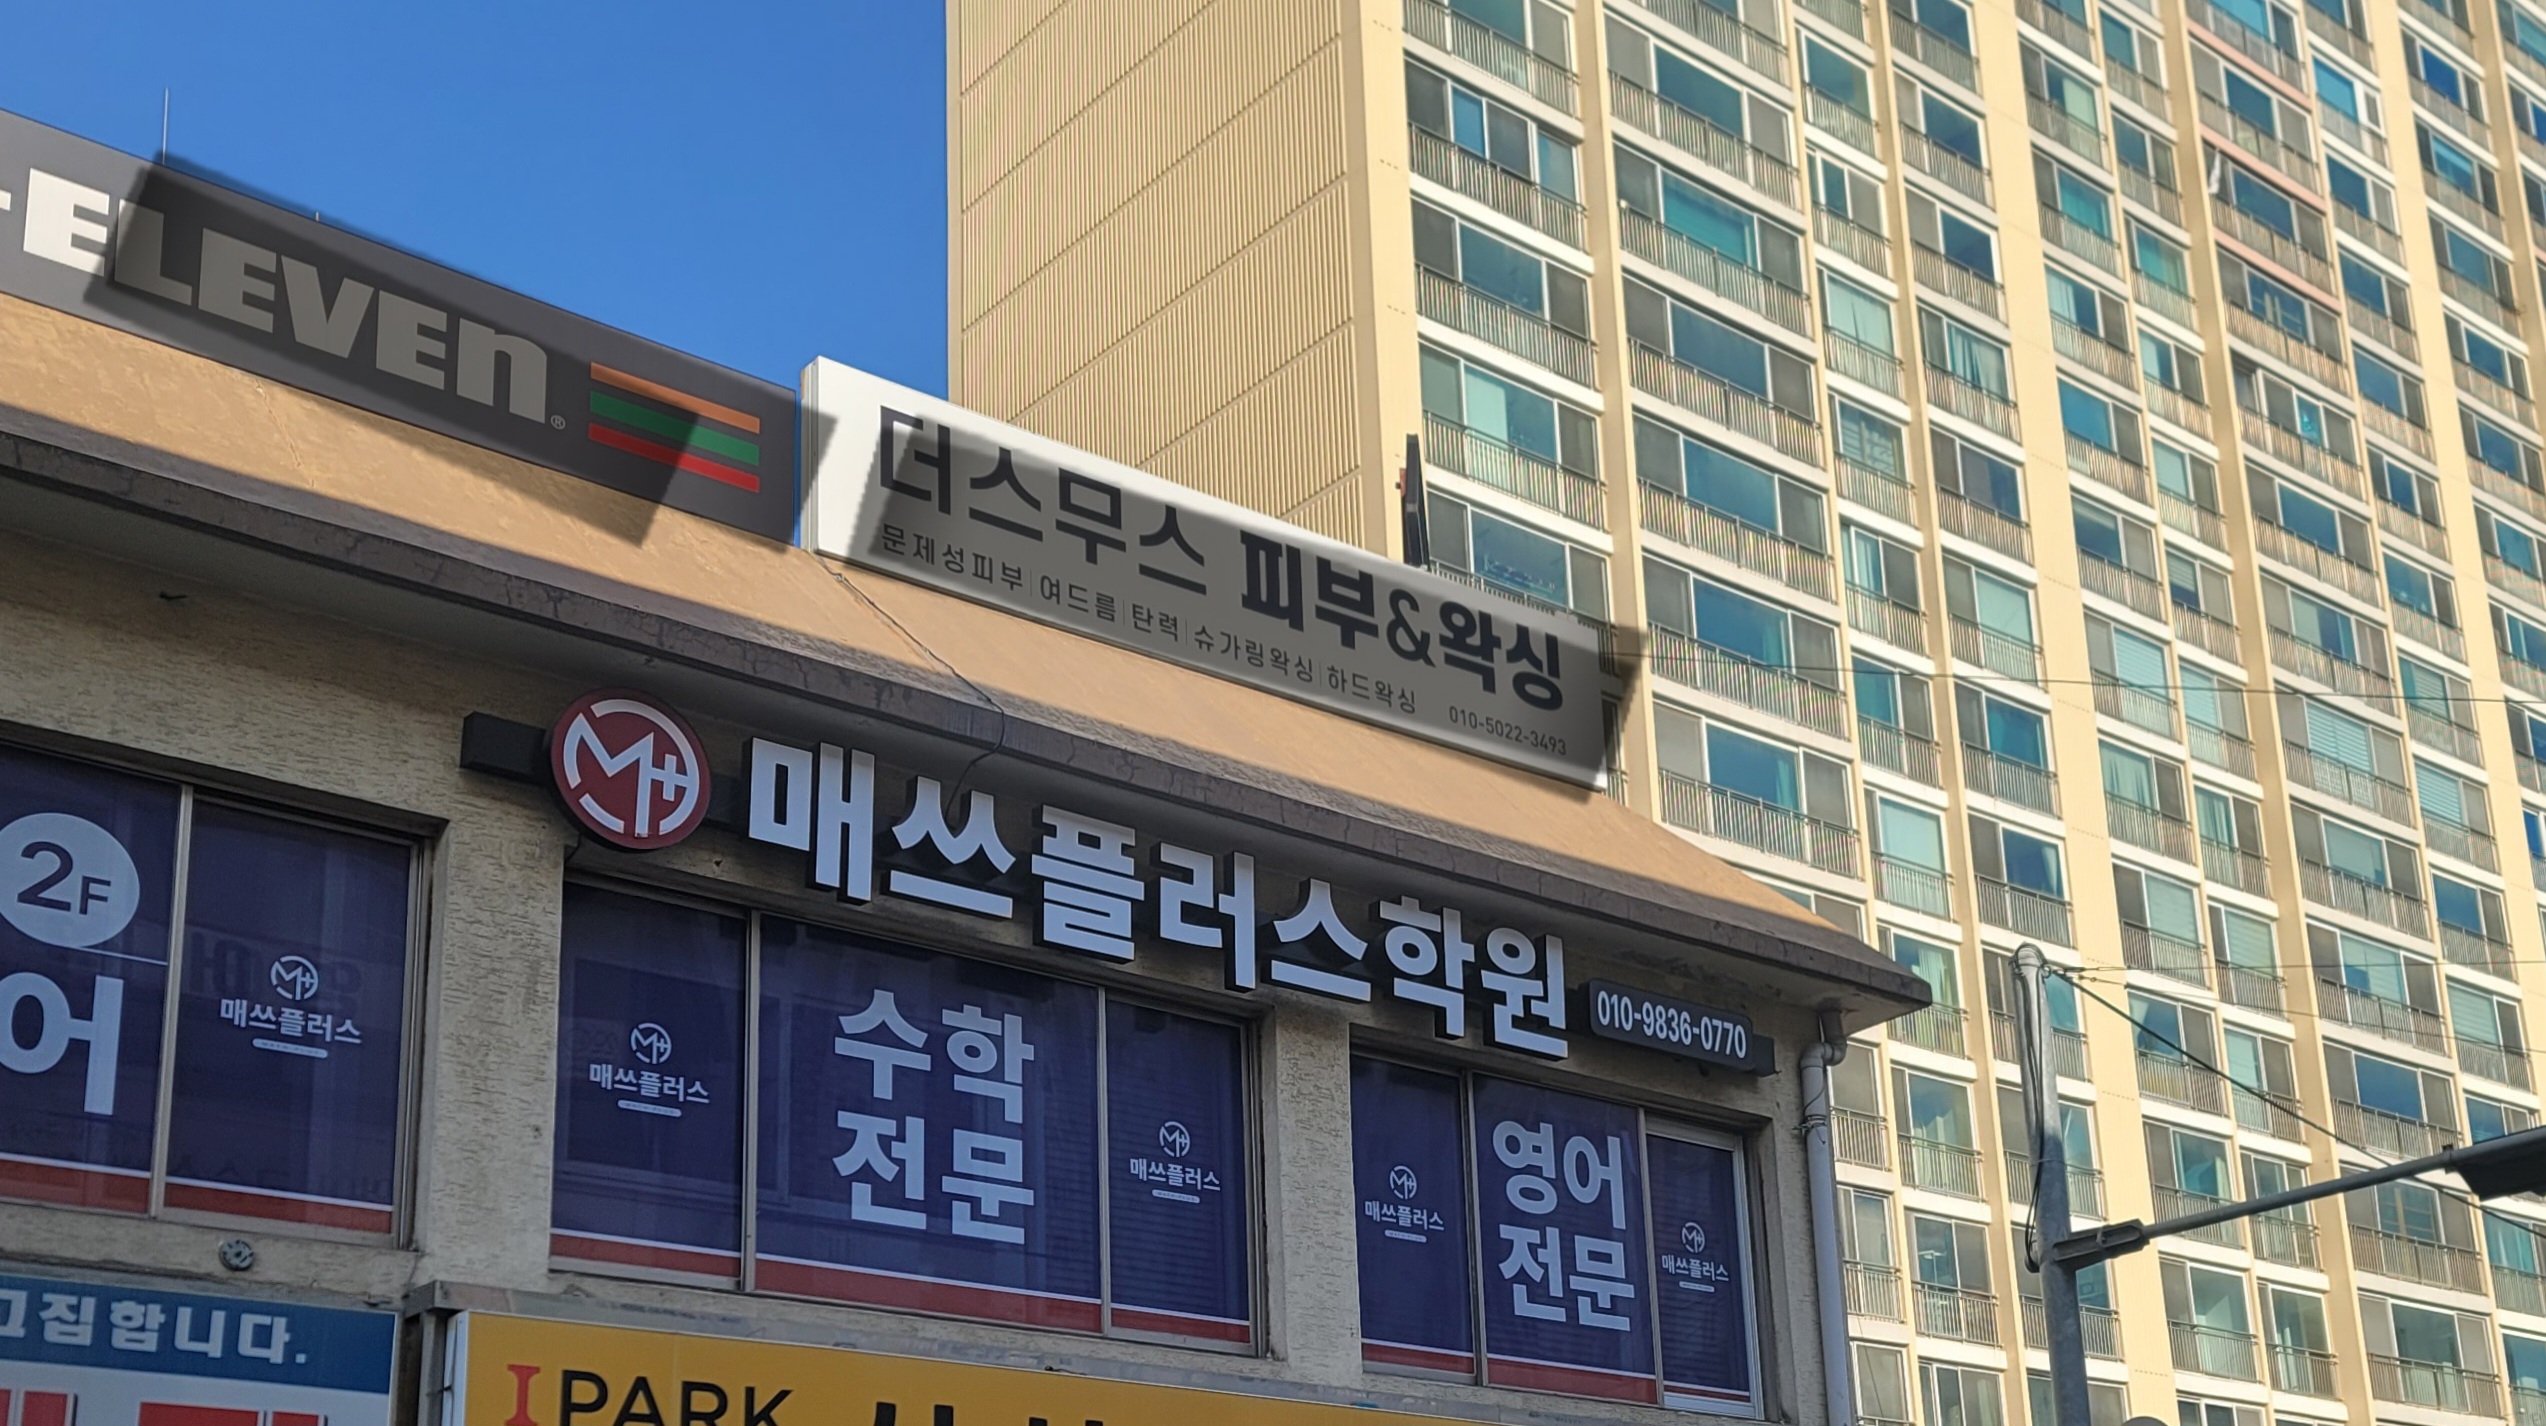 -ELEVEn
®
더스무스 피부&왁싱
문제성피부|여드름|탄력|슈가링왁싱|하드왁싱
010-5022-3493
M+
매쓰플러스학원
010-9836-0770
2F
어
M+
매쓰플러스
M+
매쓰플러스
수학
전문
M+
매쓰플러스
M+
매쓰플러스
영어
전문
M+
매쓰플러스
집합니다.
I PARK